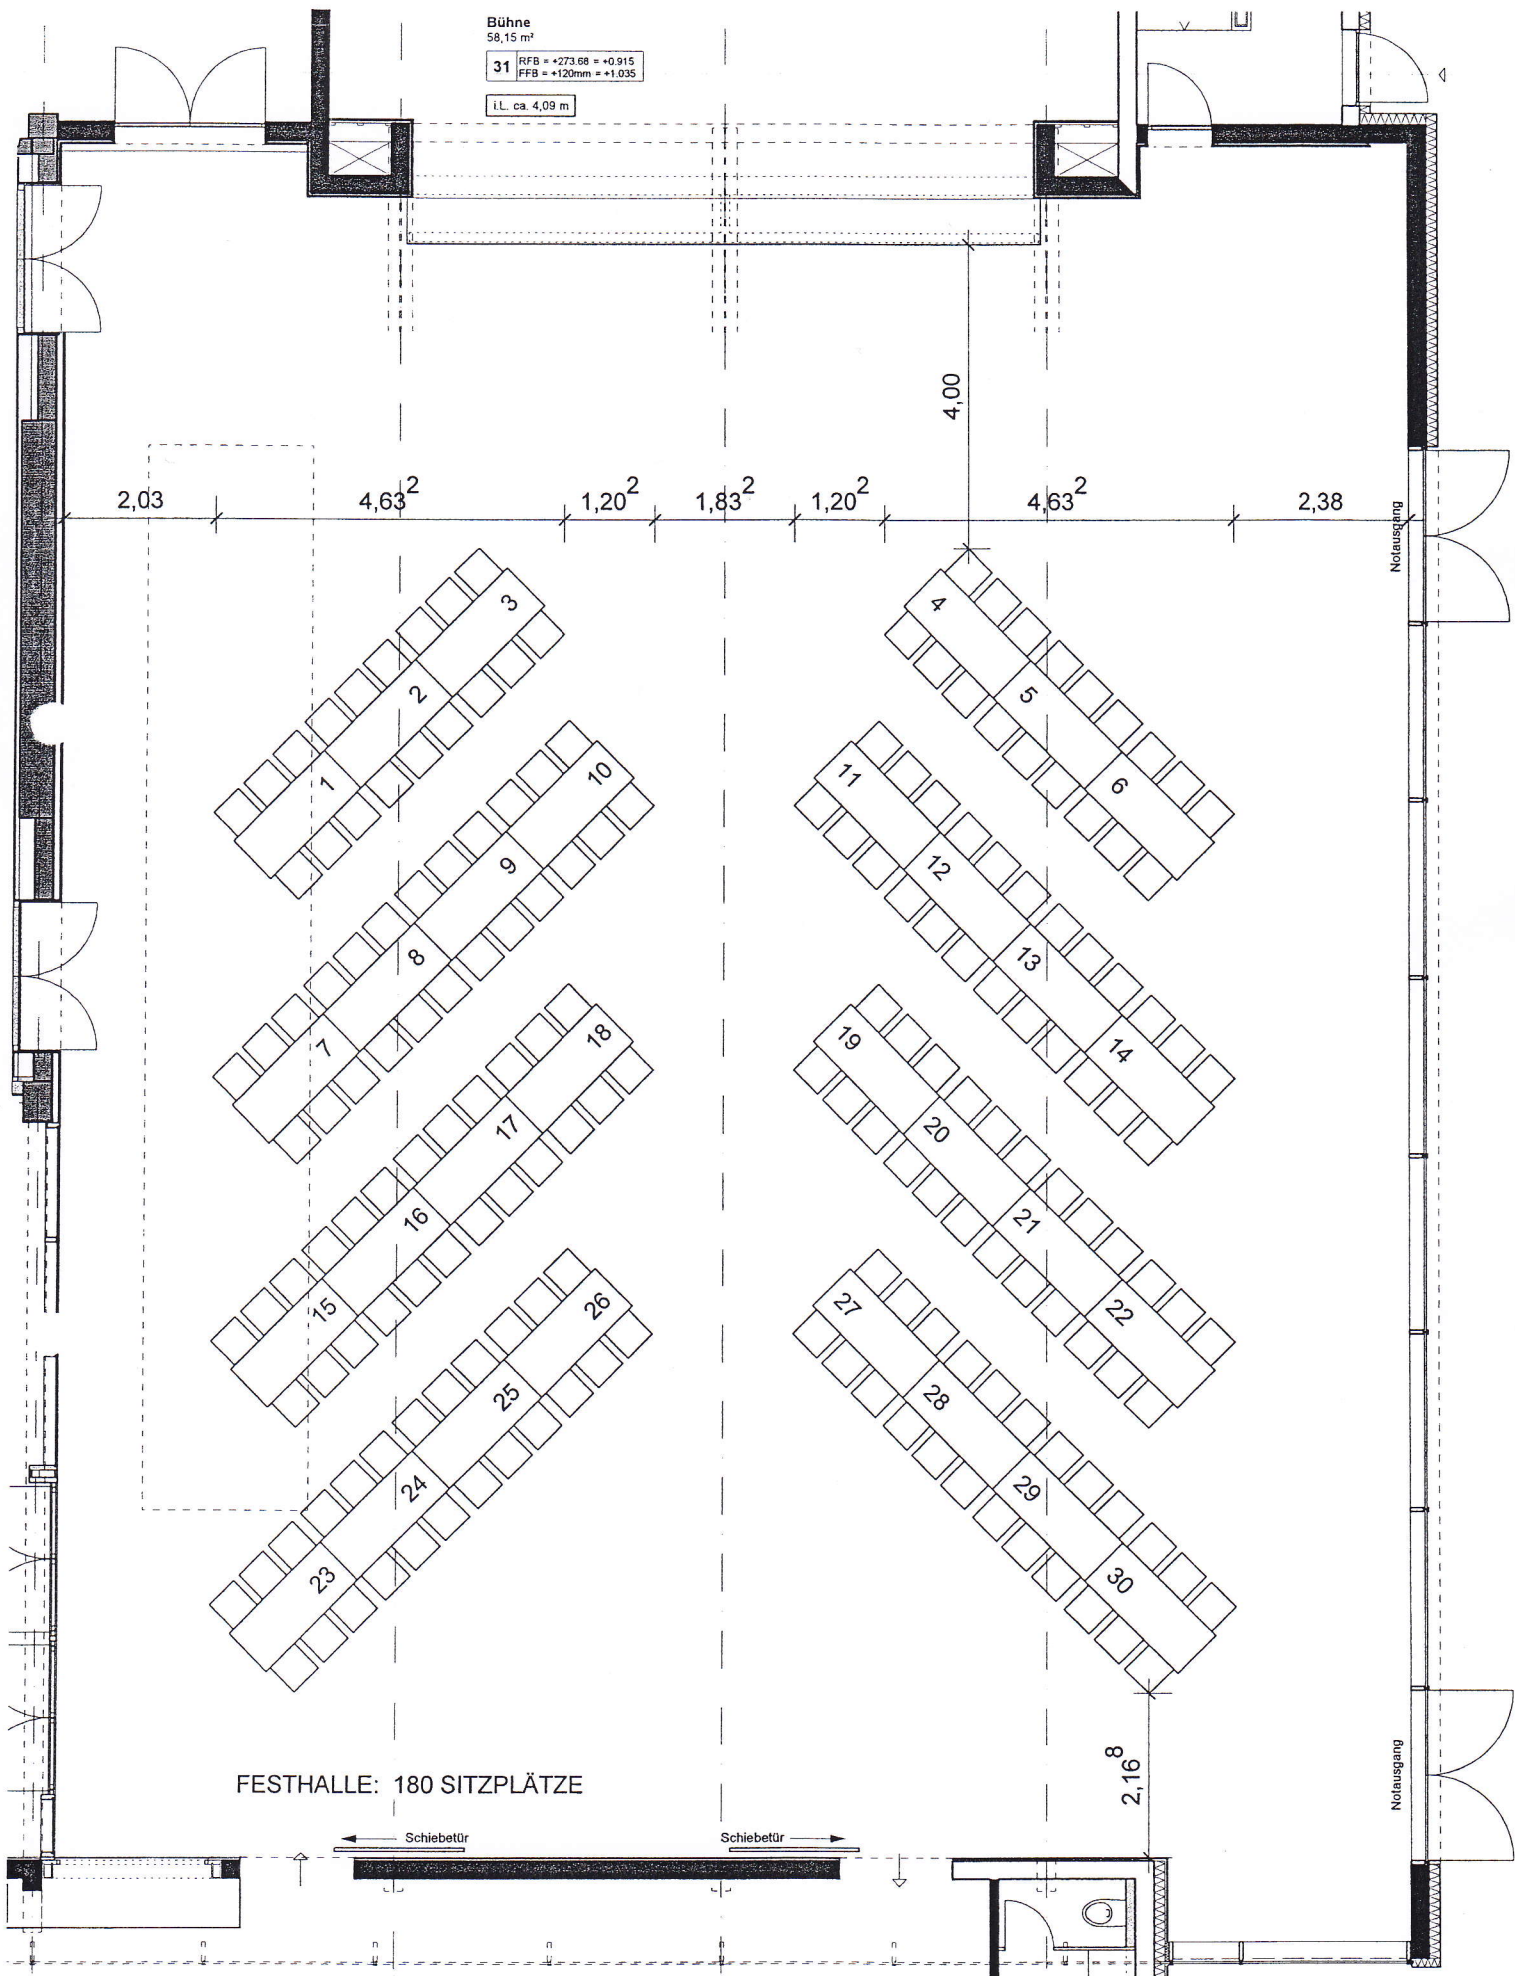 Bühne
58,15 m²
31 RFB = +273.68 = +0.915
FFB = +120mm = +1.035
i.L. ca. 4,09 m
4,00
2,03 4,63² 1,20² 1,83² 1,20² 4,63² 2,38
Notausgang
3 4
2 5
1 6
10 11
9 12
8 13
7 14
18 19
17 20
16 21
15 22
26 27
25 28
24 29
23 30
2,16⁸
Notausgang
FESTHALLE: 180 SITZPLÄTZE
Schiebetür Schiebetür